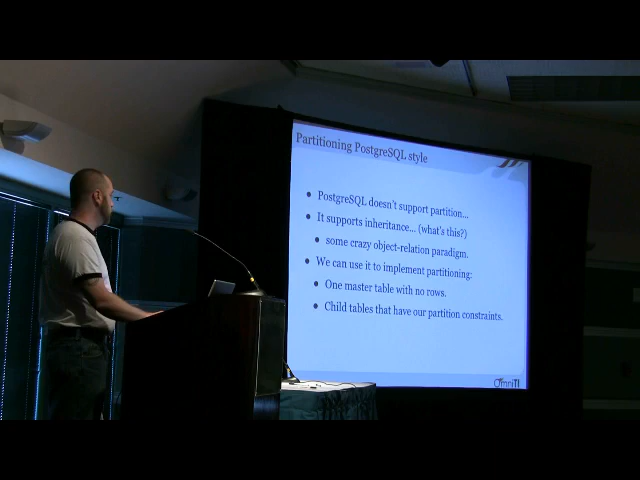 Partitioning PostgreSQL style
PostgreSQL doesn't support partition...
It supports inheritance... (what's this?)
some crazy object-relation paradigm.
We can use it to implement partitioning:
One master table with no rows.
Child tables that have our partition constraints.
OmniTI